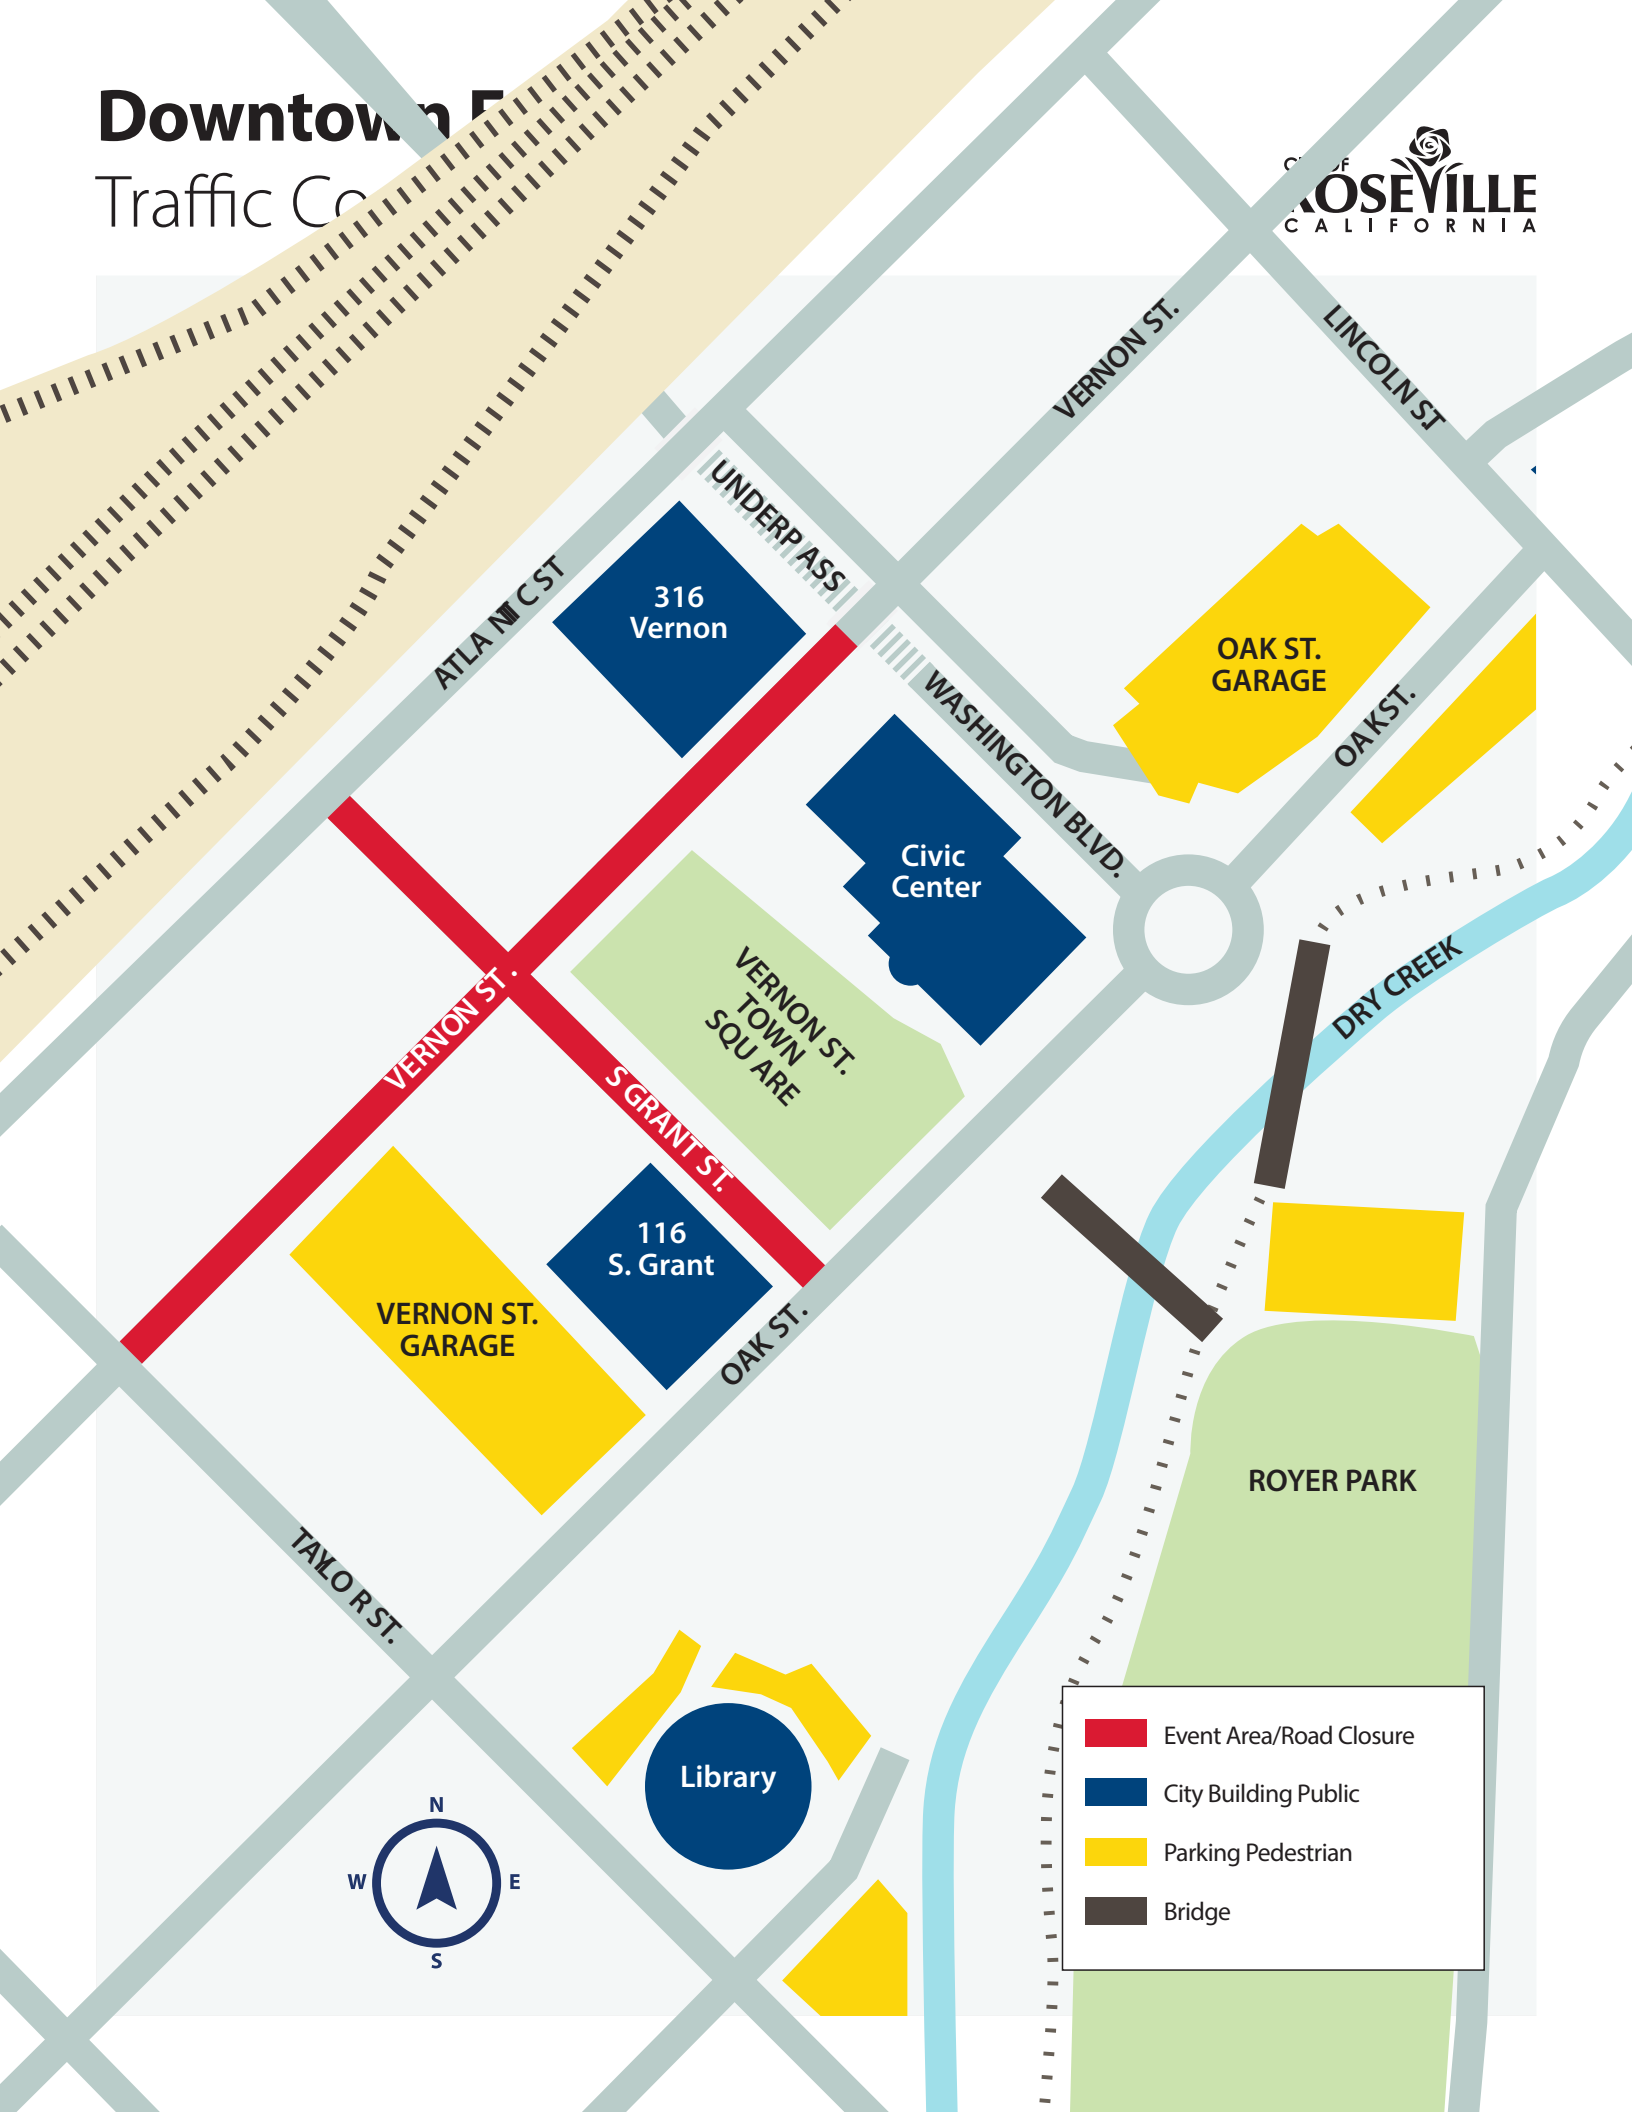 Downtown
Traffic Co
ROSEVILLE
CALIFORNIA
VERNON ST.
LINCOLN ST
UNDERPASS
ATLANTIC ST
316
Vernon
OAK ST.
GARAGE
WASHINGTON BLVD.
OAK ST.
Civic
Center
VERNON ST.
TOWN
SQUARE
DRY CREEK
VERNON ST.
S GRANT ST.
116
S. Grant
VERNON ST.
GARAGE
OAK ST.
ROYER PARK
TAYLOR ST.
Library
Event Area/Road Closure
City Building Public
Parking Pedestrian
Bridge
N
W
E
S